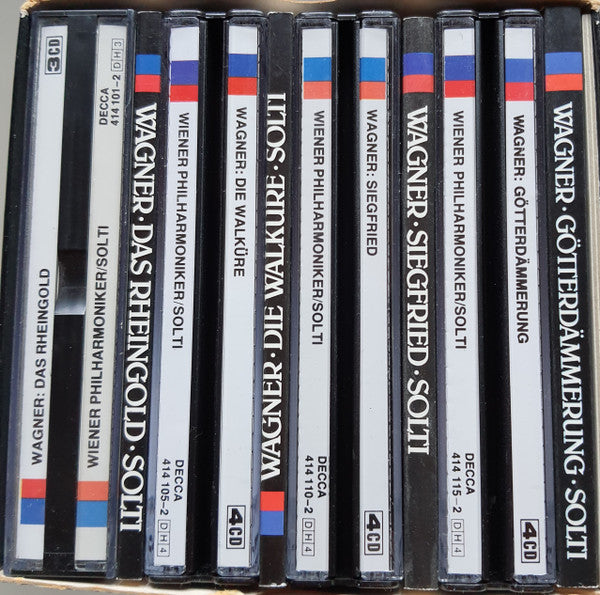 3CD
WAGNER: DAS RHEINGOLD
DECCA
414 101-2 DH3
WIENER PHILHARMONIKER/SOLTI
WAGNER·DAS RHEINGOLD·SOLTI
WIENER PHILHARMONIKER/SOLTI
DECCA
414 105-2 DH4
WAGNER: DIE WALKÜRE
4CD
WAGNER·DIE WALKÜRE·SOLTI
WIENER PHILHARMONIKER/SOLTI
DECCA
414 110-2 DH4
WAGNER: SIEGFRIED
4CD
WAGNER·SIEGFRIED·SOLTI
WIENER PHILHARMONIKER/SOLTI
DECCA
414 115-2 DH4
WAGNER: GÖTTERDÄMMERUNG
4CD
WAGNER·GÖTTERDÄMMERUNG·SOLTI